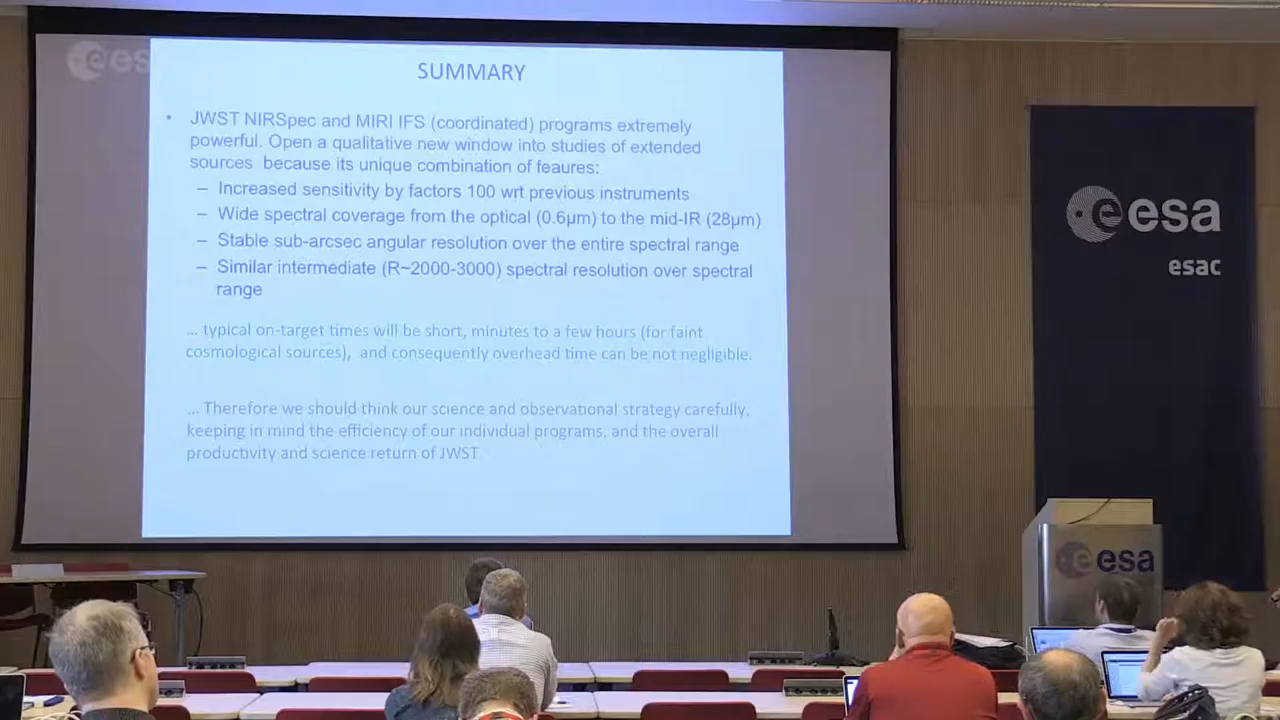 esa
SUMMARY
• JWST NIRSpec and MIRI IFS (coordinated) programs extremely
powerful. Open a qualitative new window into studies of extended
sources because its unique combination of feaures:
– Increased sensitivity by factors 100 wrt previous instruments
– Wide spectral coverage from the optical (0.6μm) to the mid-IR (28μm)
– Stable sub-arcsec angular resolution over the entire spectral range
– Similar intermediate (R~2000-3000) spectral resolution over spectral
range
... typical on-target times will be short, minutes to a few hours (for faint
cosmological sources), and consequently overhead time can be not negligible.
... Therefore we should think our science and observational strategy carefully,
keeping in mind the efficiency of our individual programs, and the overall
productivity and science return of JWST.
esa
esac
esa